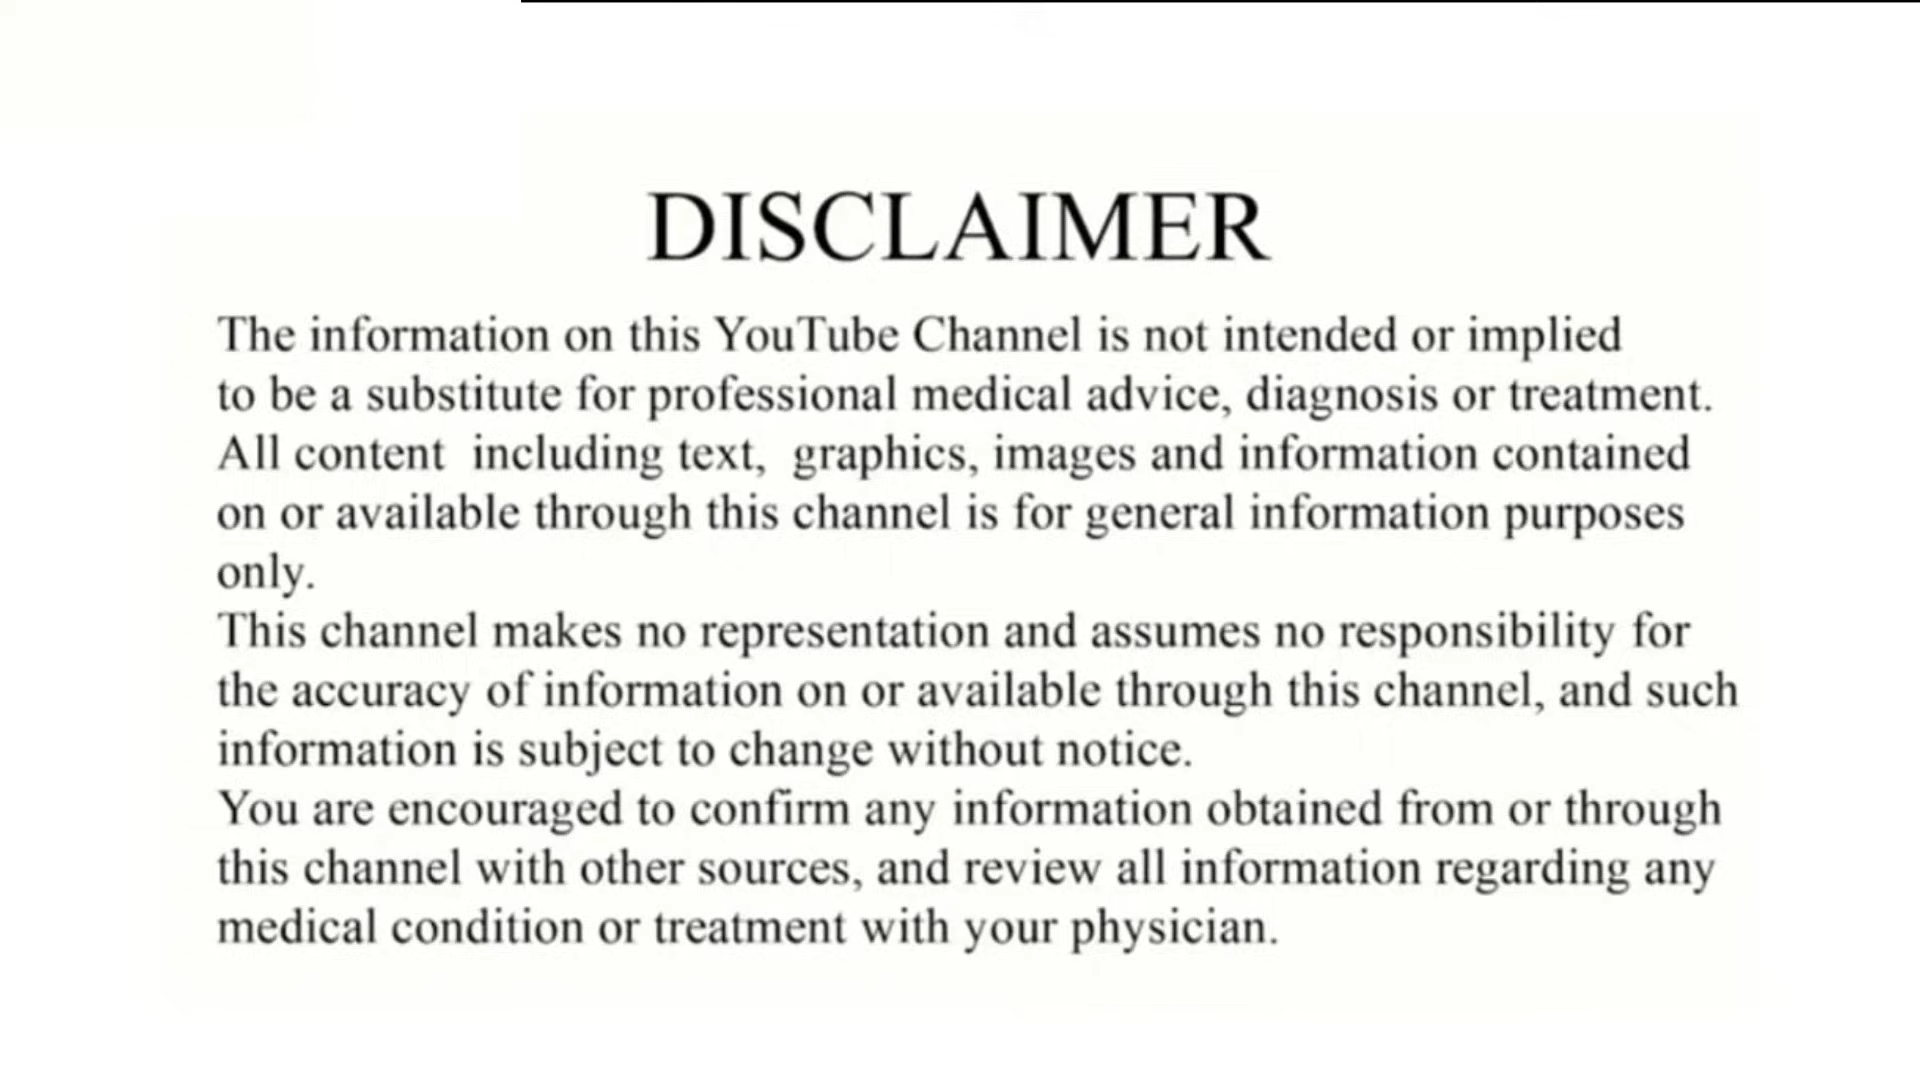 DISCLAIMER
The information on this YouTube Channel is not intended or implied
to be a substitute for professional medical advice, diagnosis or treatment.
All content  including text,  graphics, images and information contained
on or available through this channel is for general information purposes
only.
This channel makes no representation and assumes no responsibility for
the accuracy of information on or available through this channel, and such
information is subject to change without notice.
You are encouraged to confirm any information obtained from or through
this channel with other sources, and review all information regarding any
medical condition or treatment with your physician.